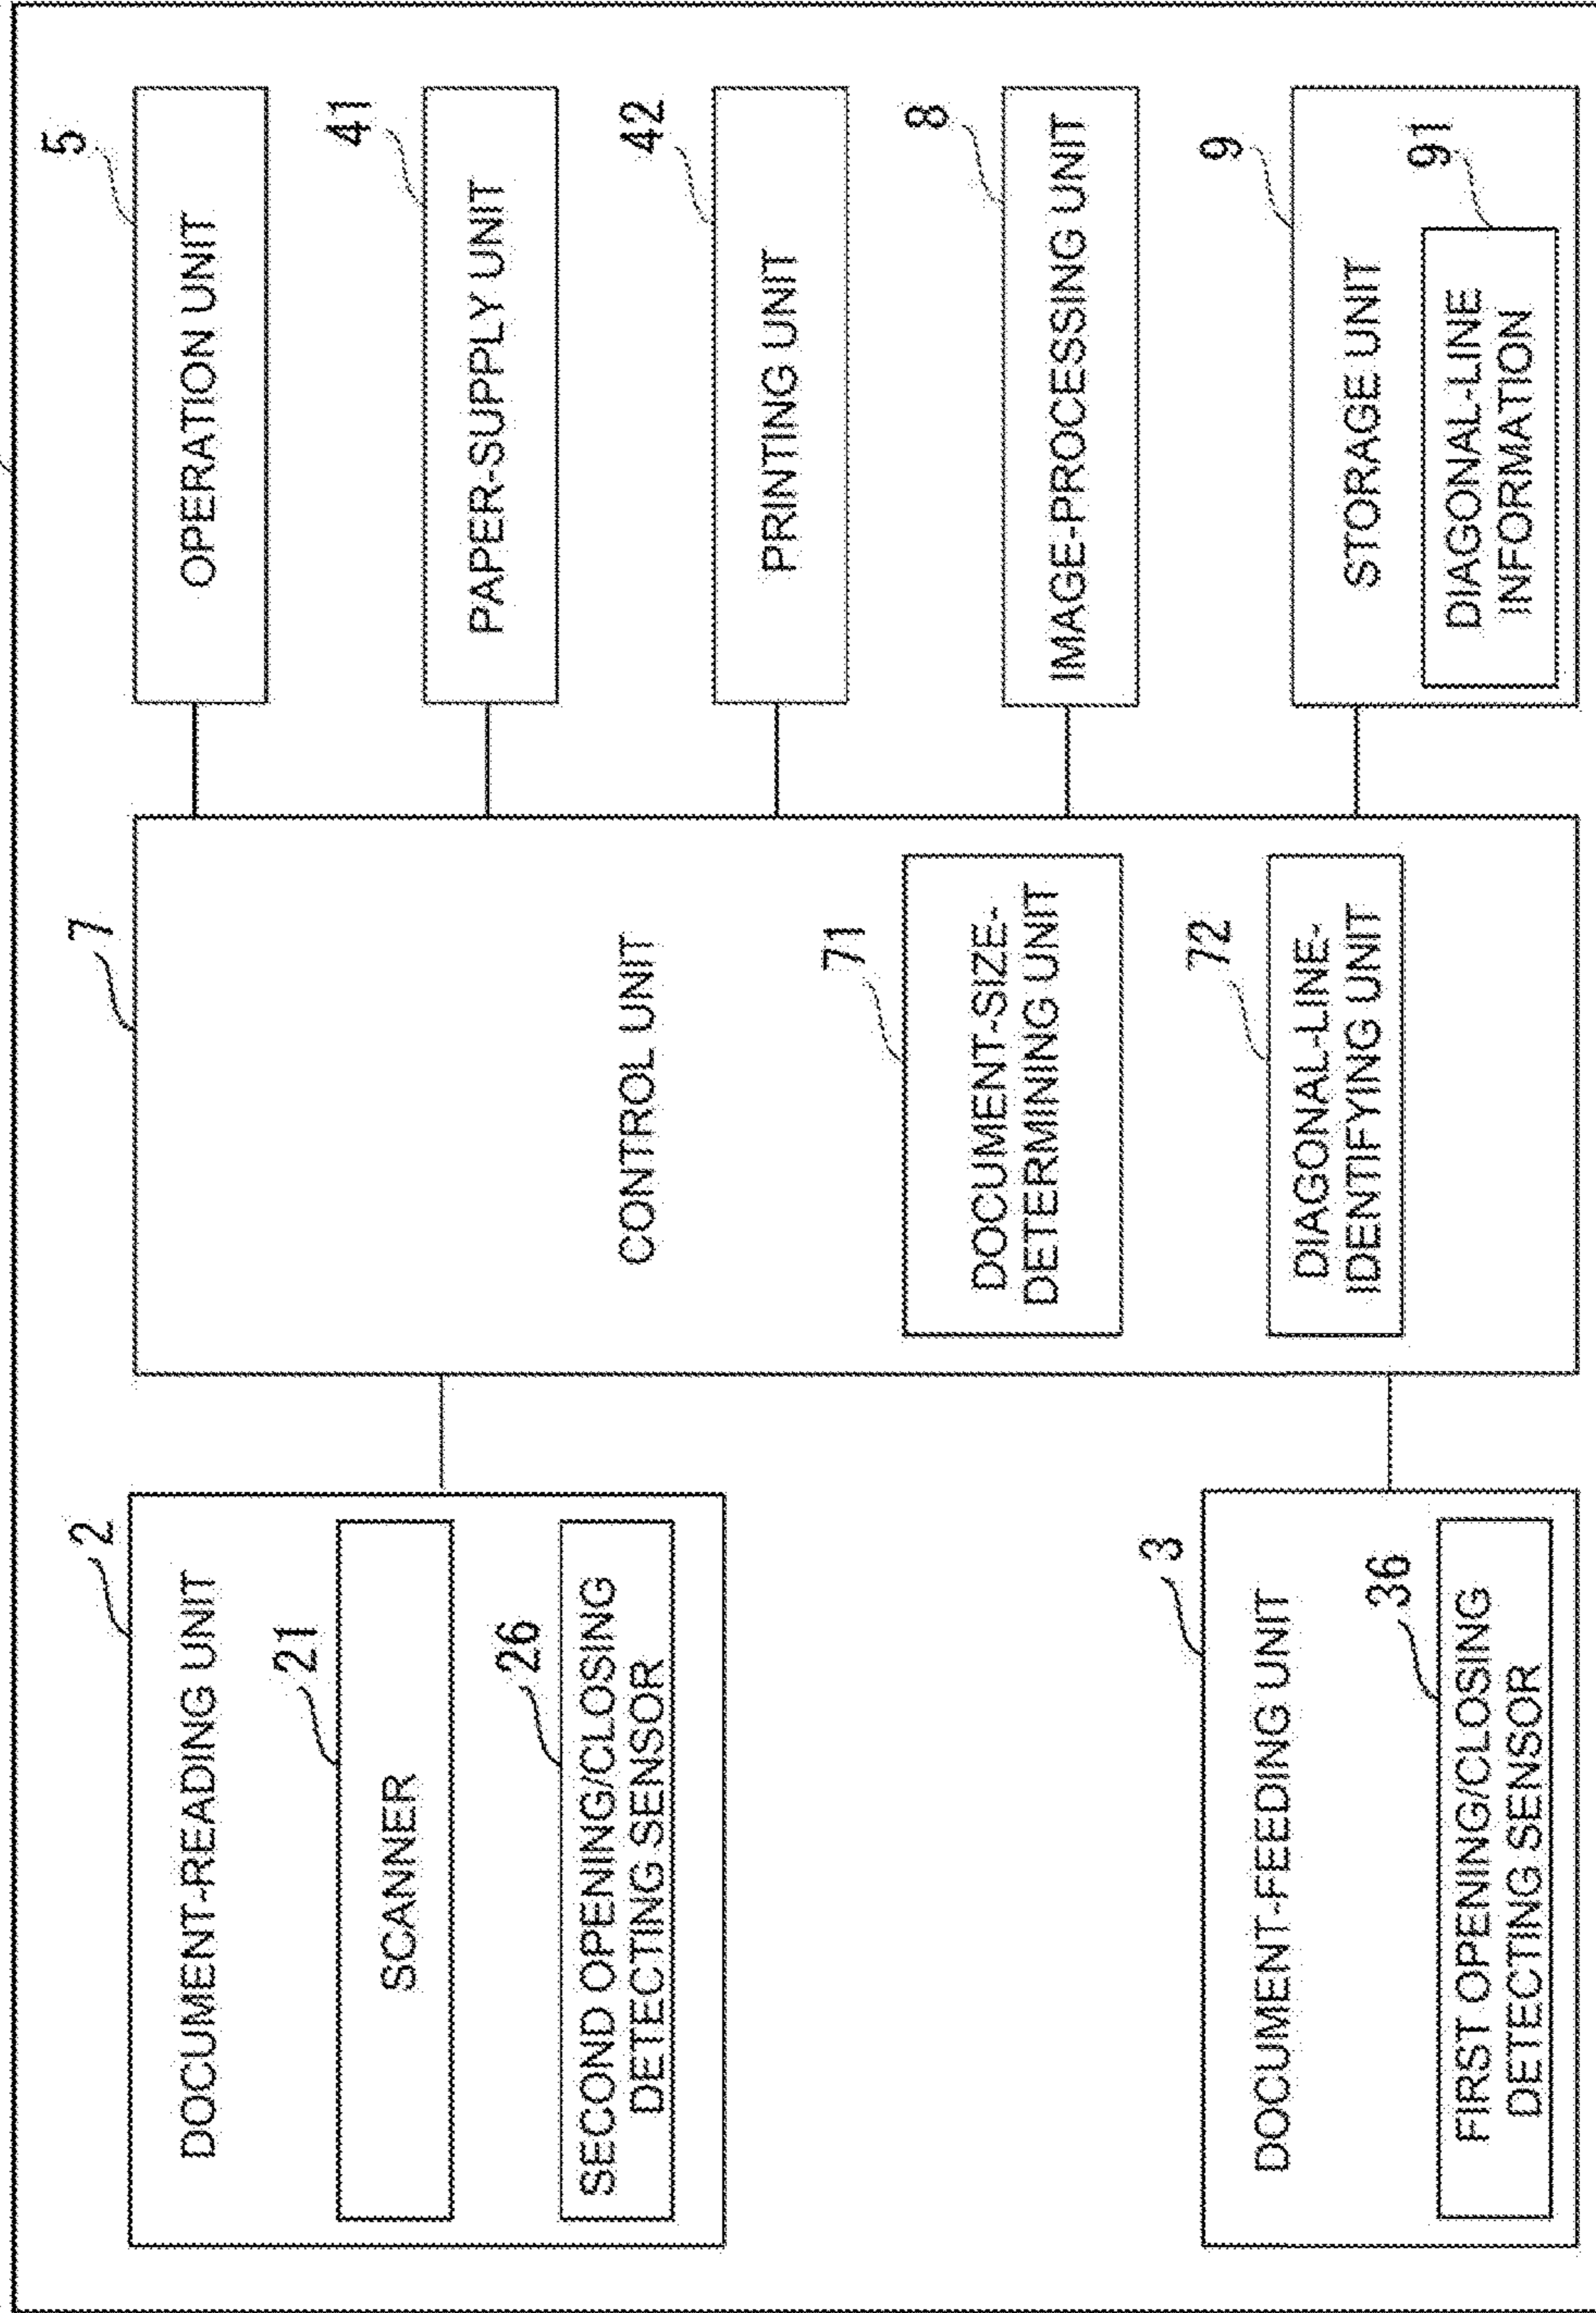 2
DOCUMENT-READING UNIT
21
SCANNER
26
SECOND OPENING/CLOSING
DETECTING SENSOR
3
DOCUMENT-FEEDING UNIT
36
FIRST OPENING/CLOSING
DETECTING SENSOR
7
CONTROL UNIT
71
DOCUMENT-SIZE-
DETERMINING UNIT
72
DIAGONAL-LINE-
IDENTIFYING UNIT
5
OPERATION UNIT
41
PAPER-SUPPLY UNIT
42
PRINTING UNIT
8
IMAGE-PROCESSING UNIT
9
STORAGE UNIT
91
DIAGONAL-LINE
INFORMATION